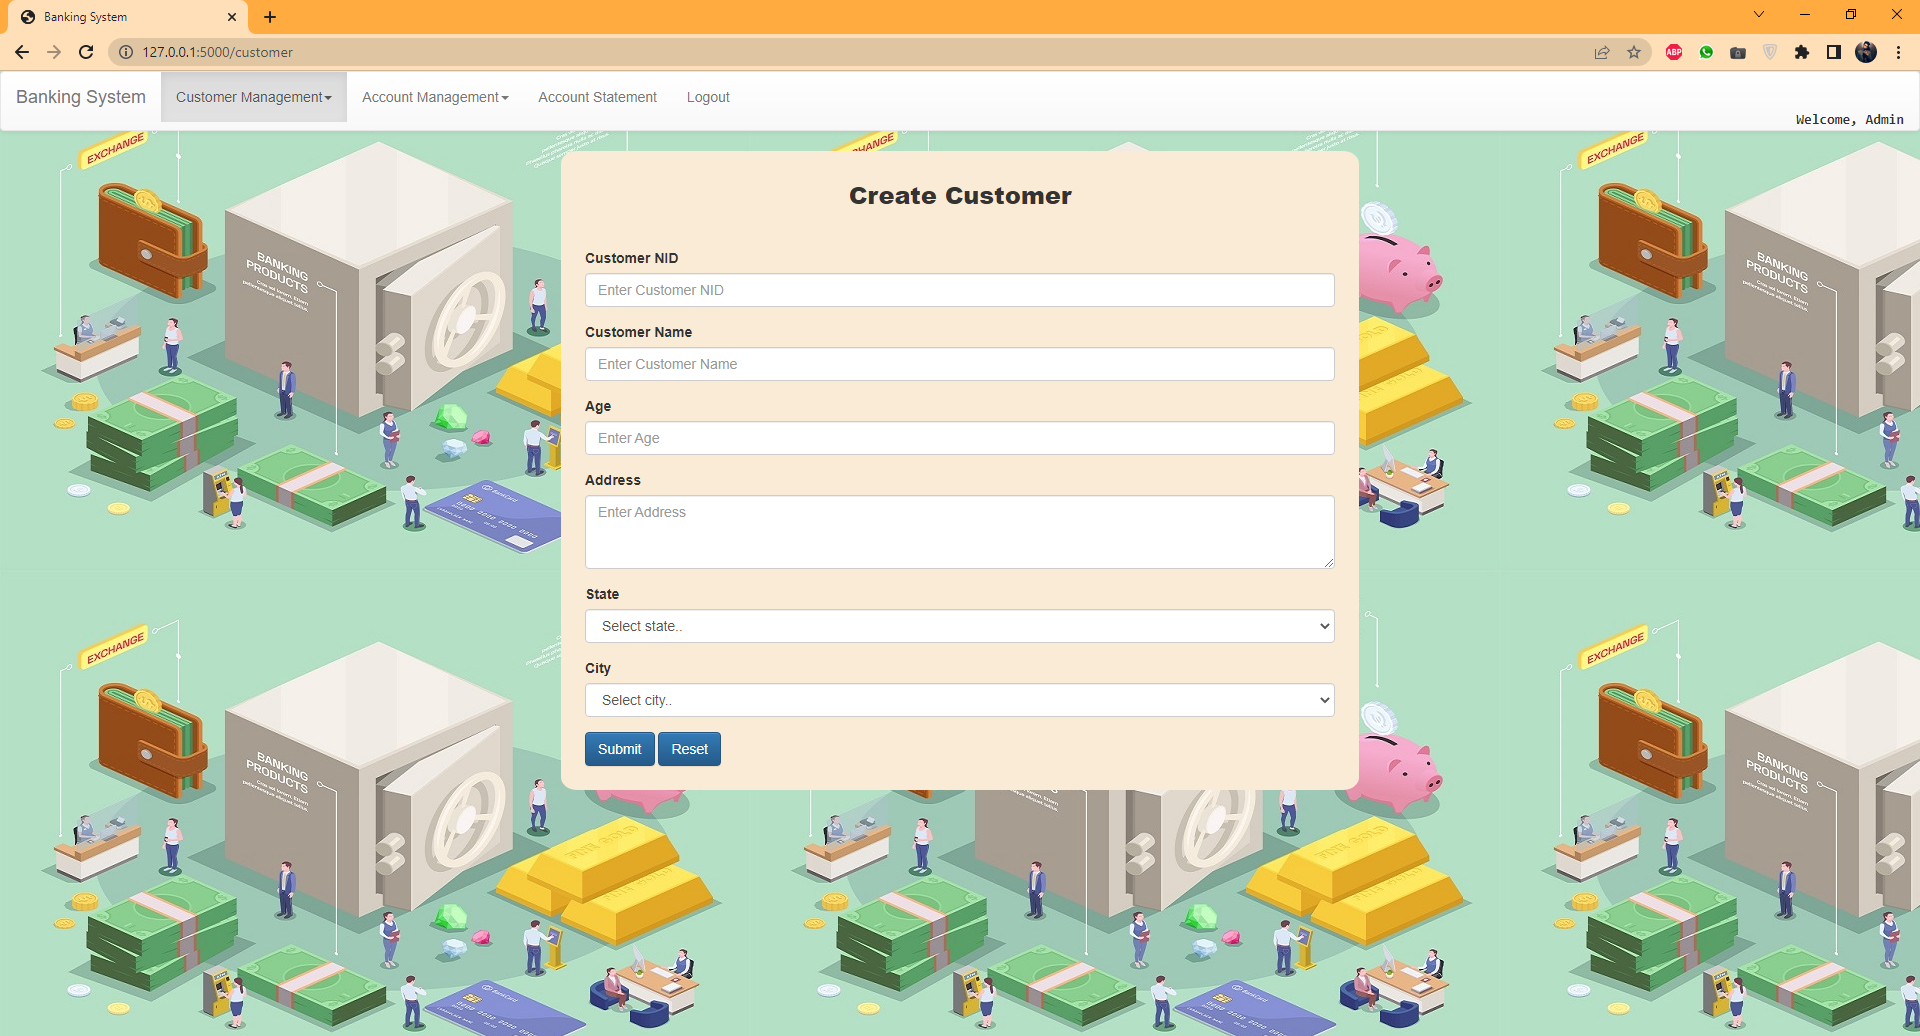 Banking System
127.0.0.1:5000/customer
ABP
Banking System
Customer Management
Account Management
Account Statement
Logout
Welcome, Admin
EXCHANGE
BANKING
PRODUCTS
Create Customer
Customer NID
Enter Customer NID
Customer Name
Enter Customer Name
Age
Enter Age
Address
Enter Address
State
Select state..
City
Select city..
Submit
Reset
EXCHANGE
BANKING
PRODUCTS
EXCHANGE
BANKING
PRODUCTS
FINE GOLD
EXCHANGE
BANKING
PRODUCTS